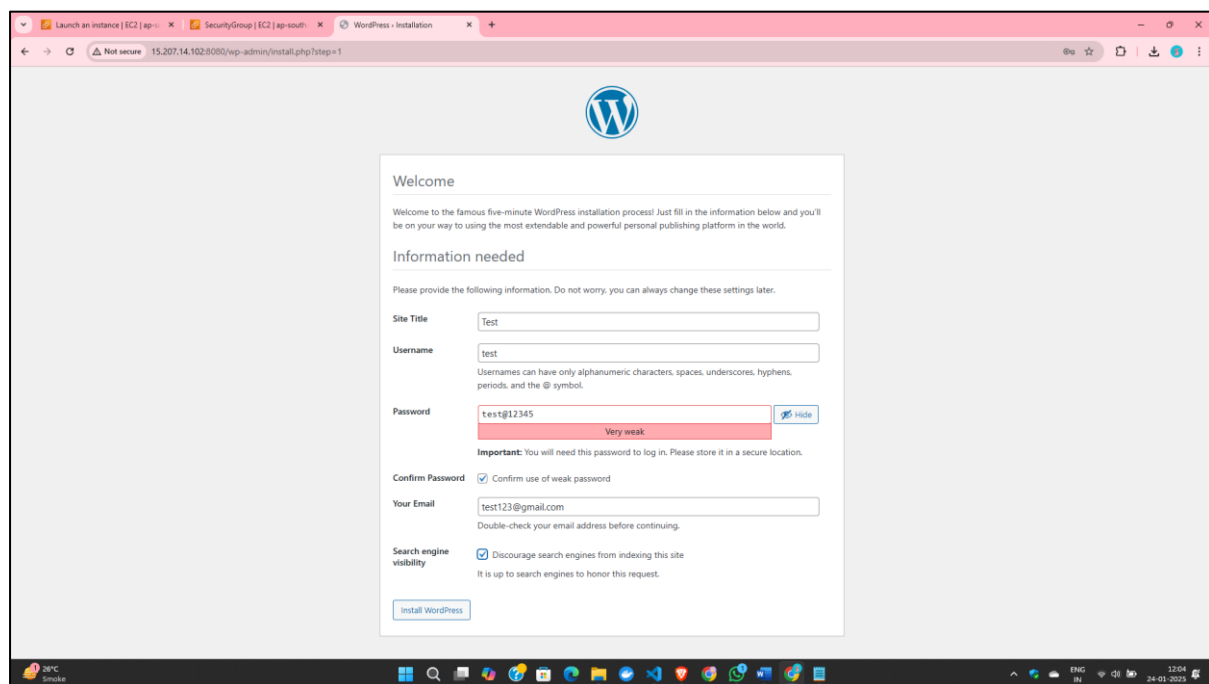 Launch an instance | EC2 | ap-s
SecurityGroup | EC2 | ap-south
WordPress › Installation
Not secure
15.207.14.102:8080/wp-admin/install.php?step=1
Welcome
Welcome to the famous five-minute WordPress installation process! Just fill in the information below and you'll
be on your way to using the most extendable and powerful personal publishing platform in the world.
Information needed
Please provide the following information. Do not worry, you can always change these settings later.
Site Title
Test
Username
test
Usernames can have only alphanumeric characters, spaces, underscores, hyphens,
periods, and the @ symbol.
Password
test@12345
Hide
Very weak
Important: You will need this password to log in. Please store it in a secure location.
Confirm Password
Confirm use of weak password
Your Email
test123@gmail.com
Double-check your email address before continuing.
Search engine
visibility
Discourage search engines from indexing this site
It is up to search engines to honor this request.
Install WordPress
26°C
Smoke
ENG
IN
12:04
24-01-2025